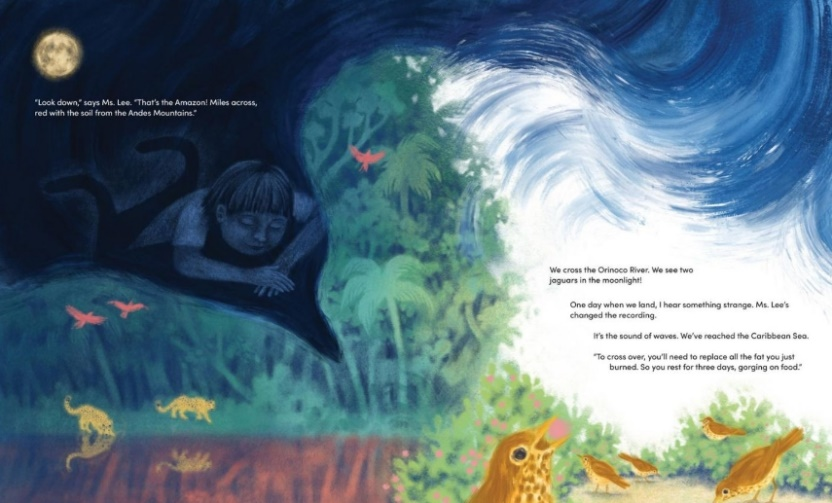 "Look down," says Ms. Lee. "That's the Amazon! Miles across,
red with the soil from the Andes Mountains."
We cross the Orinoco River. We see two
jaguars in the moonlight!
One day when we land, I hear something strange. Ms. Lee's
changed the recording.
It's the sound of waves. We've reached the Caribbean Sea.
"To cross over, you'll need to replace all the fat you just
burned. So you rest for three days, gorging on food."